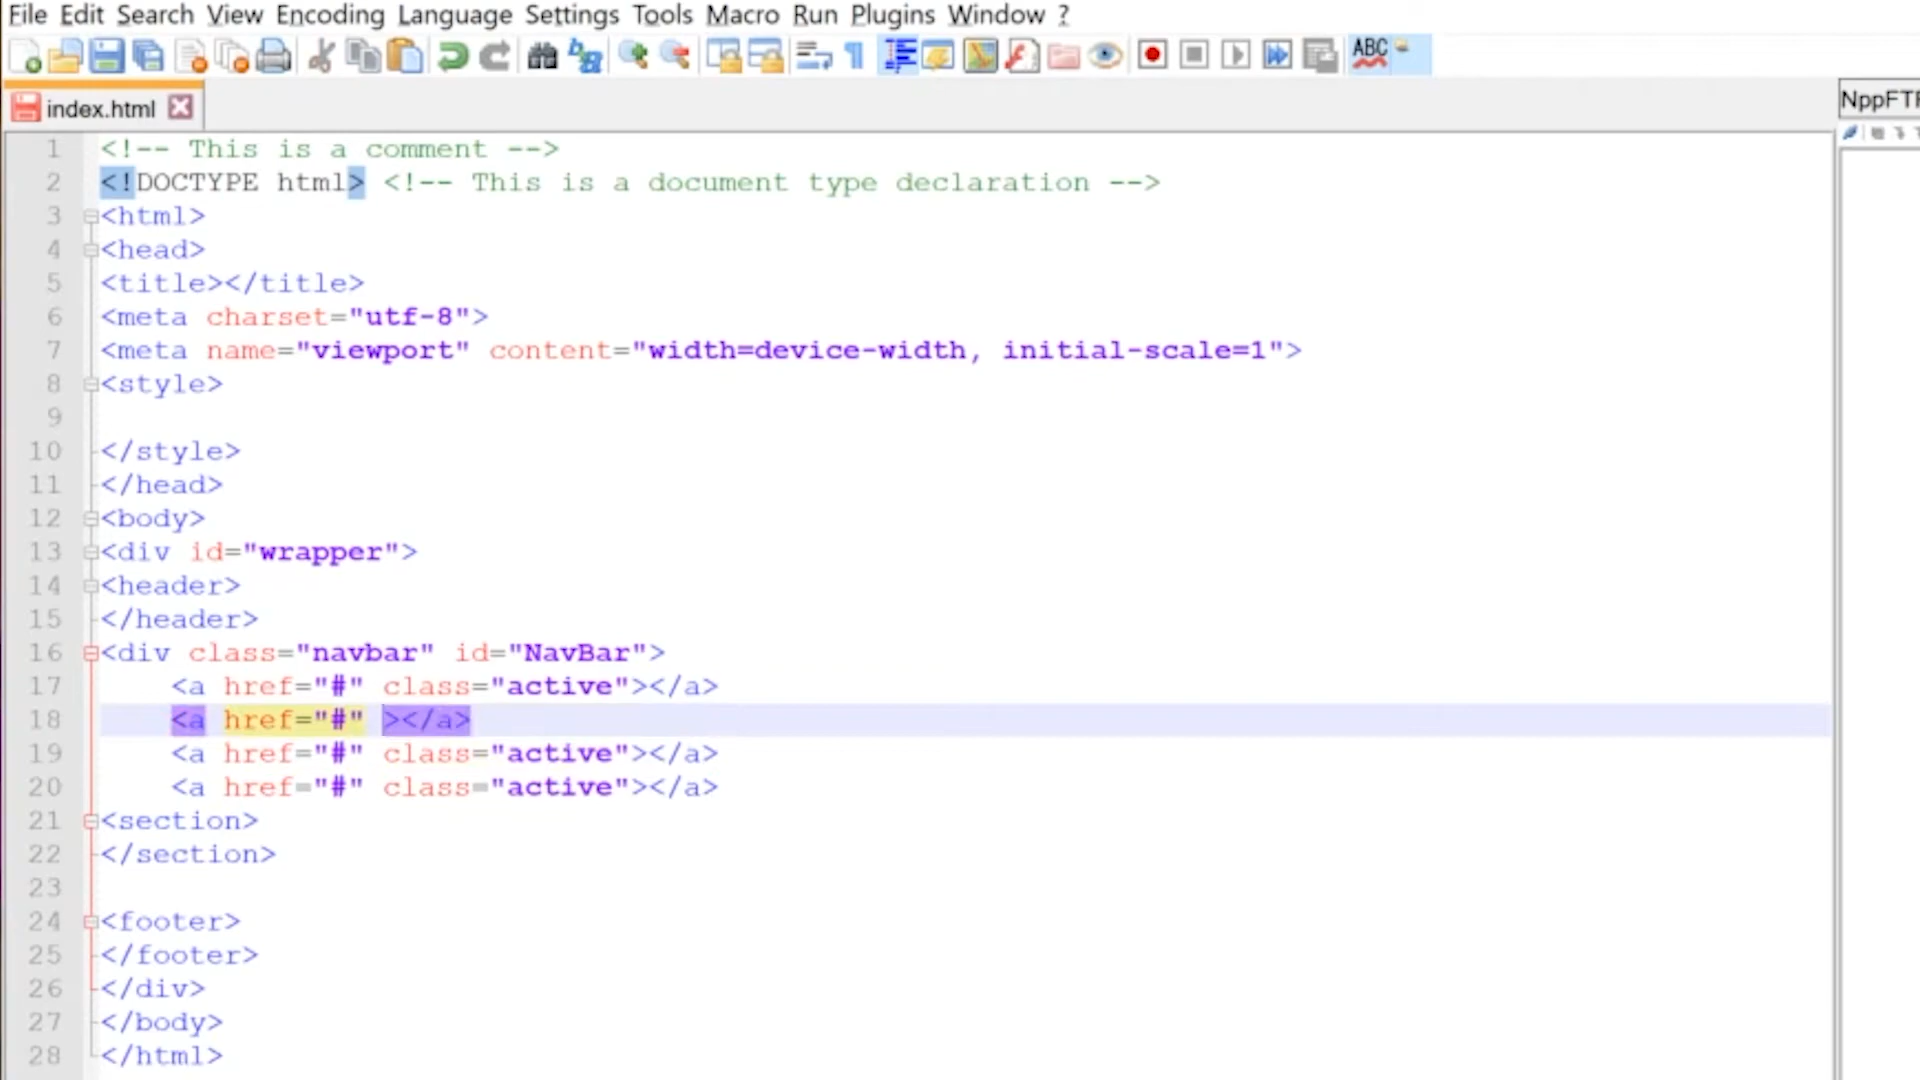 File Edit Search View Encoding Language Settings Tools Macro Run Plugins Window ?
ABC
index.html
NppFTP
1 <!-- This is a comment -->
2 <!DOCTYPE html> <!-- This is a document type declaration -->
3 <html>
4 <head>
5 <title></title>
6 <meta charset="utf-8">
7 <meta name="viewport" content="width=device-width, initial-scale=1">
8 <style>
9
10 </style>
11 </head>
12 <body>
13 <div id="wrapper">
14 <header>
15 </header>
16 <div class="navbar" id="NavBar">
17 <a href="#" class="active"></a>
18 <a href="#" ></a>
19 <a href="#" class="active"></a>
20 <a href="#" class="active"></a>
21 <section>
22 </section>
23
24 <footer>
25 </footer>
26 </div>
27 </body>
28 </html>